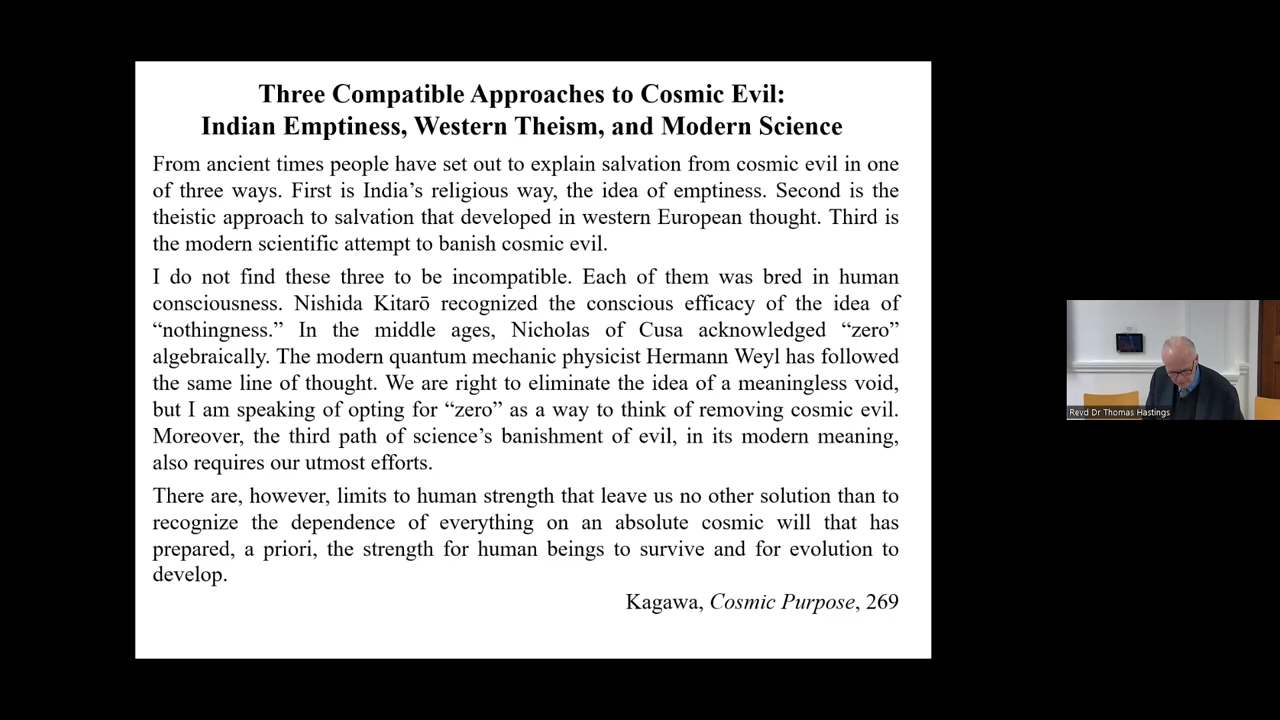 Three Compatible Approaches to Cosmic Evil:
Indian Emptiness, Western Theism, and Modern Science
From ancient times people have set out to explain salvation from cosmic evil in one
of three ways. First is India’s religious way, the idea of emptiness. Second is the
theistic approach to salvation that developed in western European thought. Third is
the modern scientific attempt to banish cosmic evil.
I do not find these three to be incompatible. Each of them was bred in human
consciousness. Nishida Kitarō recognized the conscious efficacy of the idea of
“nothingness.” In the middle ages, Nicholas of Cusa acknowledged “zero”
algebraically. The modern quantum mechanic physicist Hermann Weyl has followed
the same line of thought. We are right to eliminate the idea of a meaningless void,
but I am speaking of opting for “zero” as a way to think of removing cosmic evil.
Moreover, the third path of science’s banishment of evil, in its modern meaning,
also requires our utmost efforts.
There are, however, limits to human strength that leave us no other solution than to
recognize the dependence of everything on an absolute cosmic will that has
prepared, a priori, the strength for human beings to survive and for evolution to
develop.
Kagawa, Cosmic Purpose, 269
Revd Dr Thomas Hastings